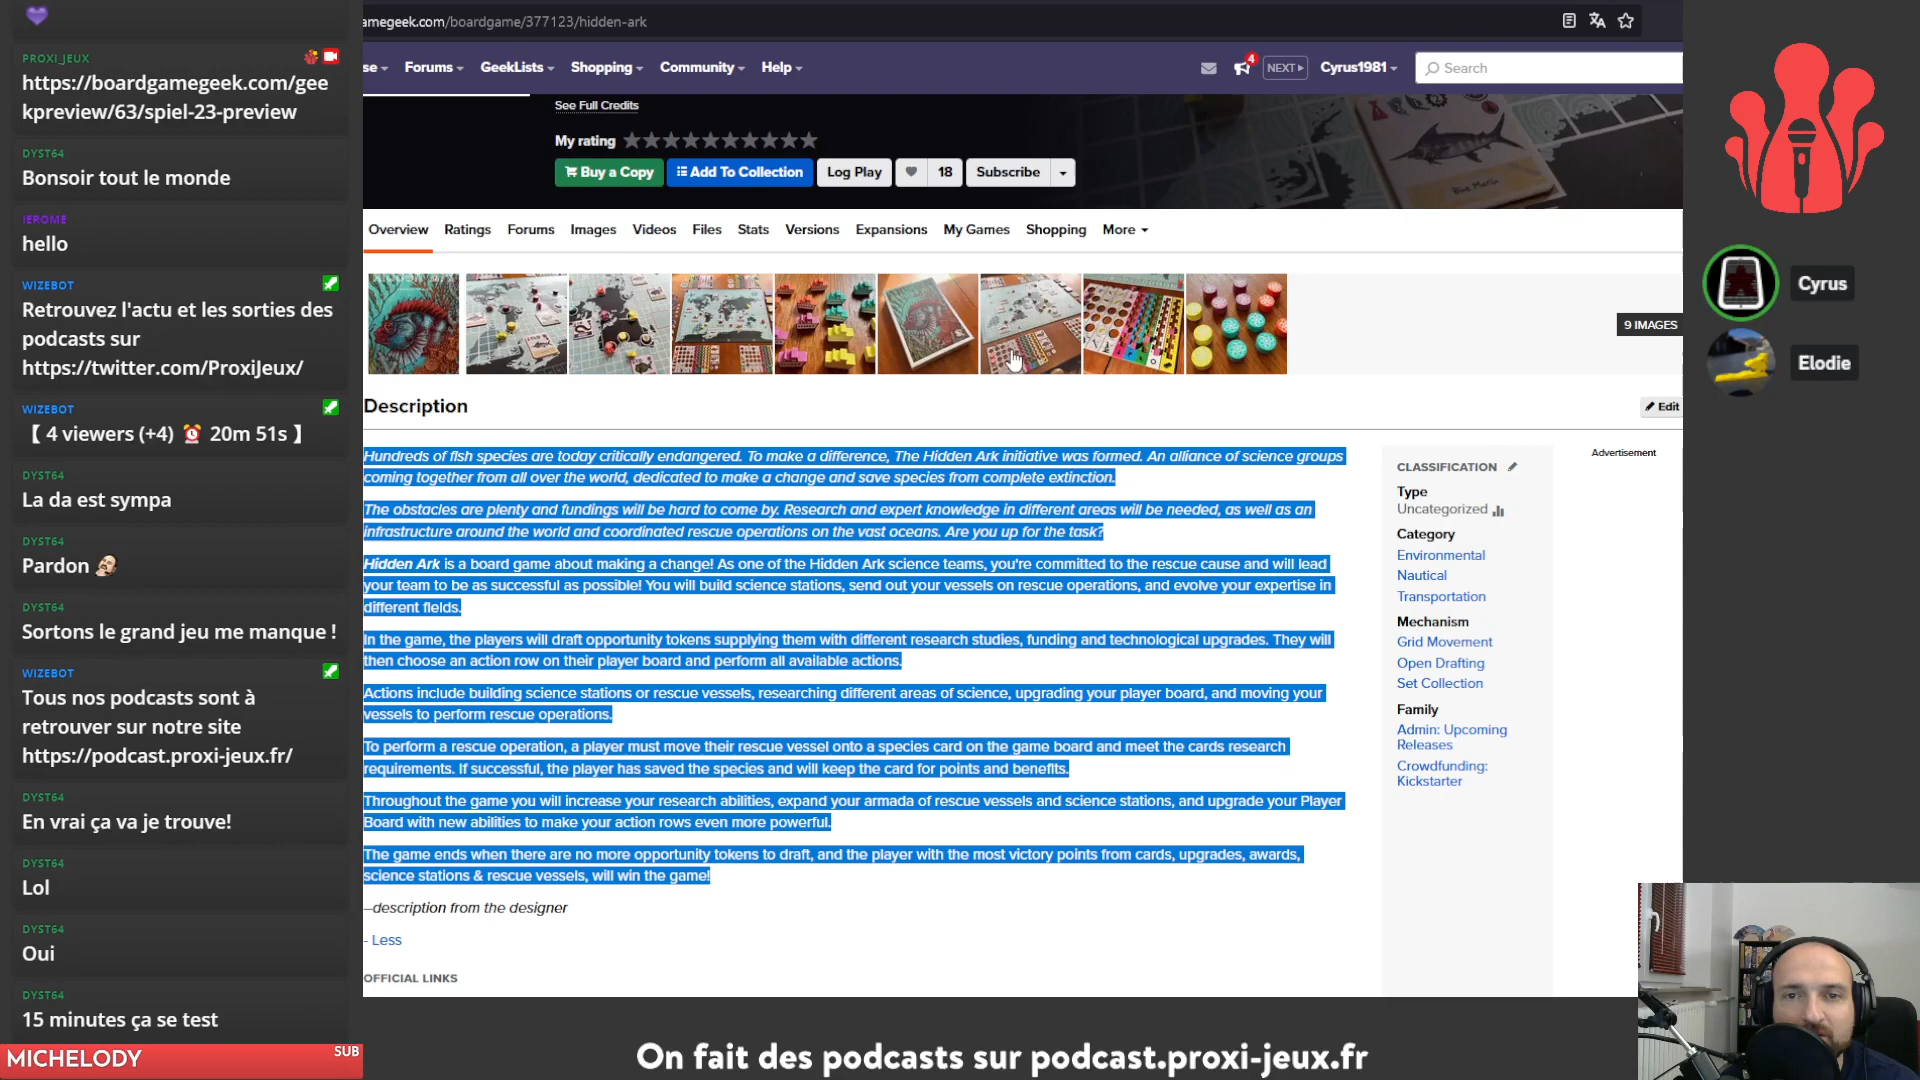 PROXI_JEUX
https://boardgamegeek.com/gee
kpreview/63/spiel-23-preview
DYST64
Bonsoir tout le monde
IEROME
hello
WIZEBOT
Retrouvez l'actu et les sorties des
podcasts sur
https://twitter.com/ProxiJeux/
WIZEBOT
【 4 viewers (+4) ⏰ 20m 51s 】
DYST64
La da est sympa
DYST64
Pardon
DYST64
Sortons le grand jeu me manque !
WIZEBOT
Tous nos podcasts sont à
retrouver sur notre site
https://podcast.proxi-jeux.fr/
DYST64
En vrai ça va je trouve!
DYST64
Lol
DYST64
Oui
DYST64
15 minutes ça se test
MICHELODY
SUB
amegeek.com/boardgame/377123/hidden-ark
se Forums GeekLists Shopping Community Help
4 NEXT Cyrus1981 Search
See Full Credits
My rating
Buy a Copy Add To Collection Log Play 18 Subscribe
Blue Marlin
Overview Ratings Forums Images Videos Files Stats Versions Expansions My Games Shopping More
9 IMAGES
Description
Edit
Hundreds of fish species are today critically endangered. To make a difference, The Hidden Ark initiative was formed. An alliance of science groups
coming together from all over the world, dedicated to make a change and save species from complete extinction.
The obstacles are plenty and fundings will be hard to come by. Research and expert knowledge in different areas will be needed, as well as an
infrastructure around the world and coordinated rescue operations on the vast oceans. Are you up for the task?
Hidden Ark is a board game about making a change! As one of the Hidden Ark science teams, you're committed to the rescue cause and will lead
your team to be as successful as possible! You will build science stations, send out your vessels on rescue operations, and evolve your expertise in
different fields.
In the game, the players will draft opportunity tokens supplying them with different research studies, funding and technological upgrades. They will
then choose an action row on their player board and perform all available actions.
Actions include building science stations or rescue vessels, researching different areas of science, upgrading your player board, and moving your
vessels to perform rescue operations.
To perform a rescue operation, a player must move their rescue vessel onto a species card on the game board and meet the cards research
requirements. If successful, the player has saved the species and will keep the card for points and benefits.
Throughout the game you will increase your research abilities, expand your armada of rescue vessels and science stations, and upgrade your Player
Board with new abilities to make your action rows even more powerful.
The game ends when there are no more opportunity tokens to draft, and the player with the most victory points from cards, upgrades, awards,
science stations & rescue vessels, will win the game!
—description from the designer
- Less
OFFICIAL LINKS
CLASSIFICATION
Type
Uncategorized
Category
Environmental
Nautical
Transportation
Mechanism
Grid Movement
Open Drafting
Set Collection
Family
Admin: Upcoming
Releases
Crowdfunding:
Kickstarter
Advertisement
Cyrus
Elodie
On fait des podcasts sur podcast.proxi-jeux.fr